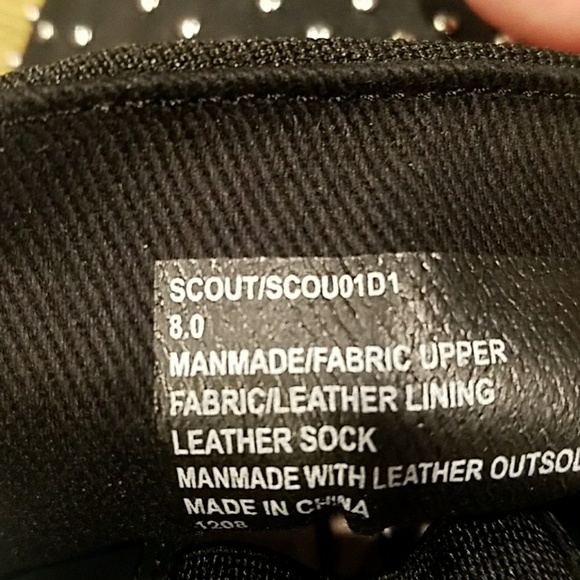 SCOUT/SCOU01D1
8.0
MANMADE/FABRIC UPPER
FABRIC/LEATHER LINING
LEATHER SOCK
MANMADE WITH LEATHER OUTSOL
MADE IN CHINA
1208